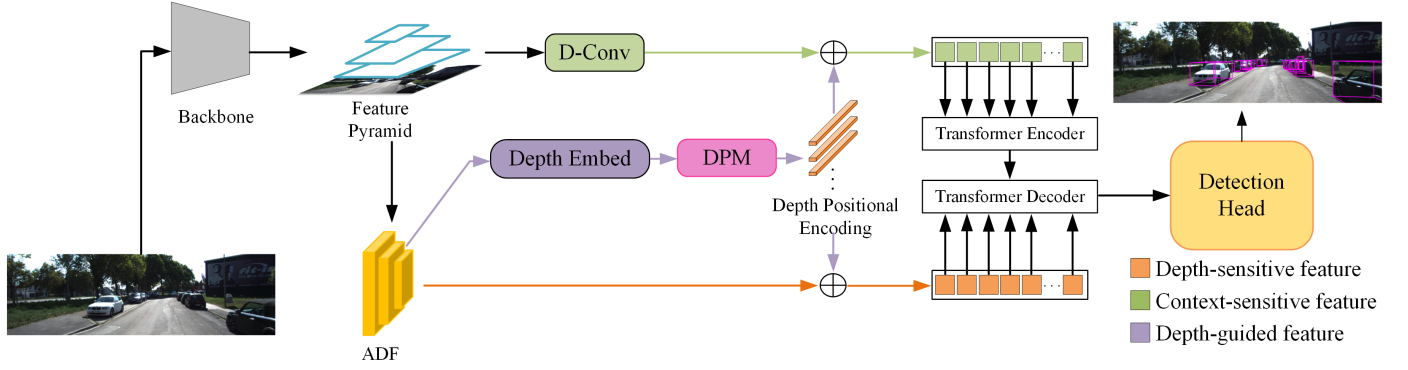 Backbone
Feature
Pyramid
D-Conv
Depth Embed
DPM
Depth Positional
Encoding
ADF
Transformer Encoder
Transformer Decoder
Detection
Head
Depth-sensitive feature
Context-sensitive feature
Depth-guided feature